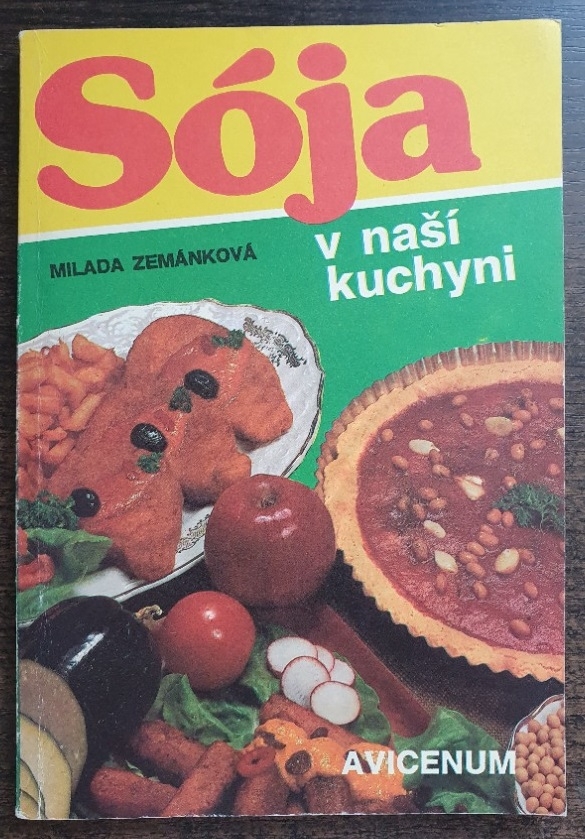 Sója
MILADA ZEMÁNKOVÁ
v naší
kuchyni
AVICENUM